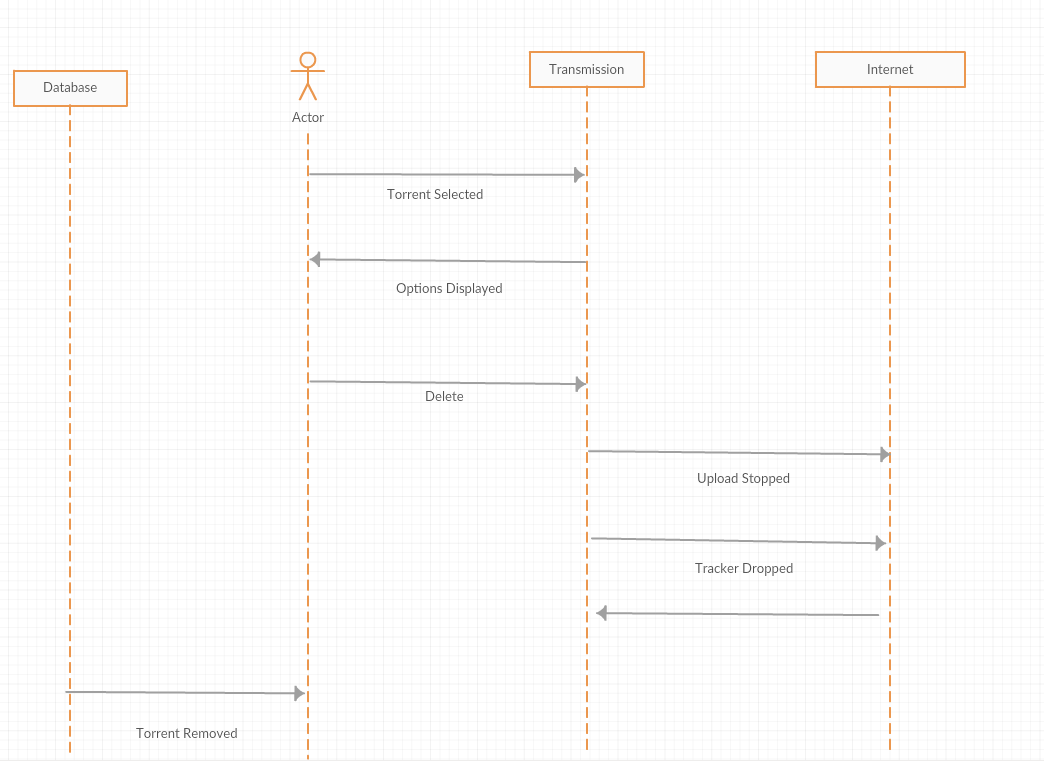 Database
Actor
Transmission
Internet
Torrent Selected
Options Displayed
Delete
Upload Stopped
Tracker Dropped
Torrent Removed